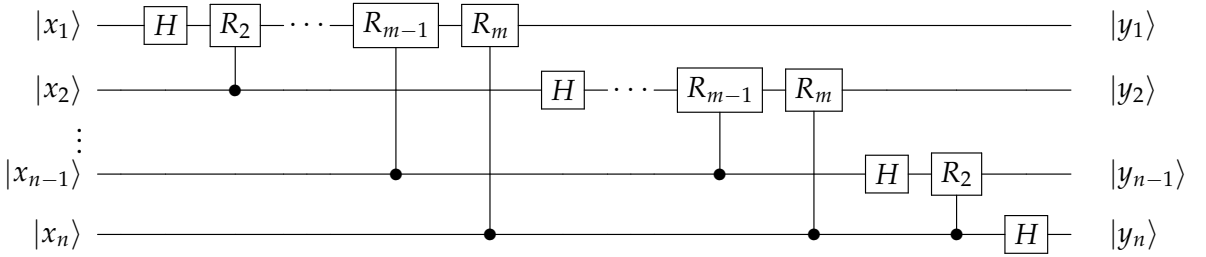 |x₁⟩ H R₂ ··· Rₘ₋₁ Rₘ |y₁⟩
|x₂⟩ H ··· Rₘ₋₁ Rₘ |y₂⟩
⋮
|xₙ₋₁⟩ H R₂ |yₙ₋₁⟩
|xₙ⟩ H |yₙ⟩